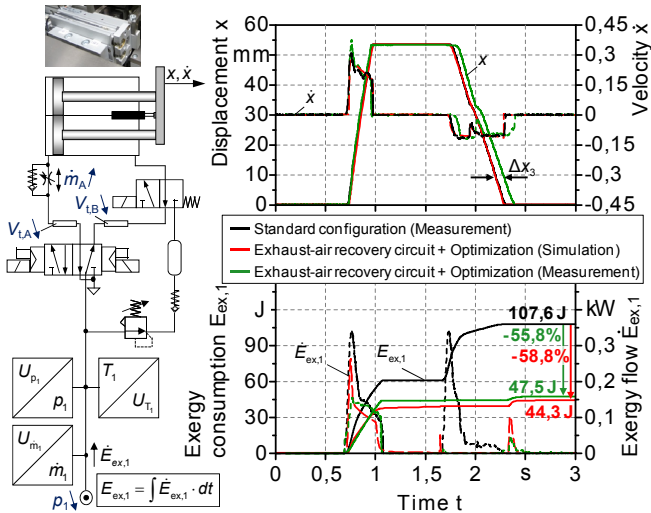 x, ẋ
ṁA
Vt,B
Vt,A
Up1
p1
T1
UT1
Uṁ1
ṁ1
Ėex,1
p1
Eex,1 = ∫Ėex,1 · dt
Displacement x
60
mm
40
30
20
10
0
ẋ
x
Δx3
0,45
0,3
0,15
0
-0,15
-0,3
-0,45
Velocity ẋ
Standard configuration (Measurement)
Exhaust-air recovery circuit + Optimization (Simulation)
Exhaust-air recovery circuit + Optimization (Measurement)
Exergy consumption Eex,1
J
90
60
30
0
Ėex,1
Eex,1
107,6 J
-55,8%
-58,8%
47,5 J
44,3 J
kW
0,3
0,2
0,1
0
Exergy flow Ėex,1
0 0,5 1 1,5 2 s 3
Time t